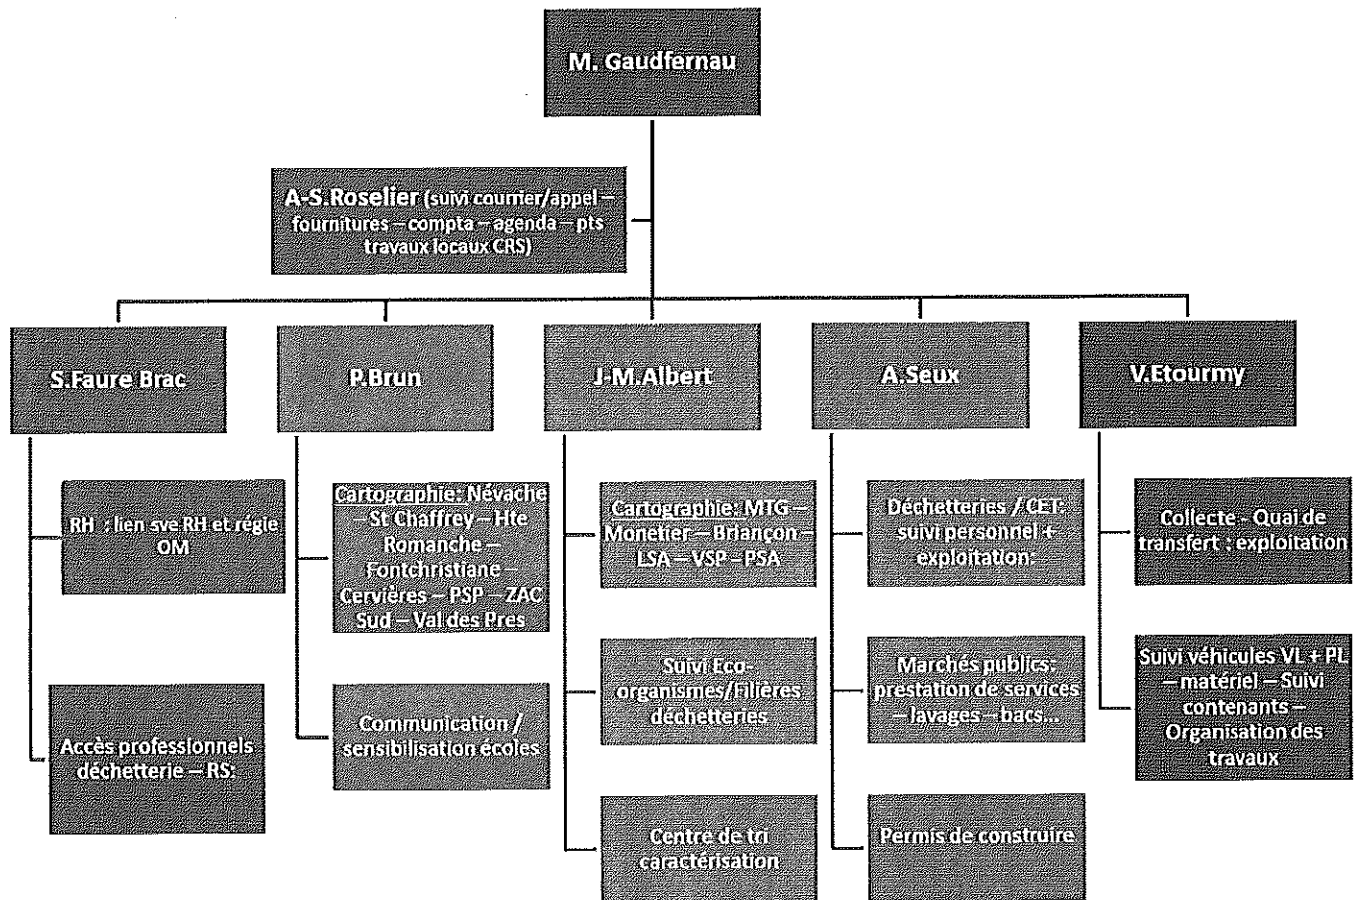 M. Gaudfernau
A-S.Roselier (suivi courrier/appel –
fournitures – compta – agenda – pts
travaux locaux CRS)
S.Faure Brac
P.Brun
J-M.Albert
A.Seux
V.Etourmy
RH : lien sve RH et régie
OM
Accès professionnels
déchetterie – RS:
Cartographie: Névache
– St Chaffrey – Hte
Romanche –
Fontchristiane –
Cervières – PSP – ZAC
Sud – Val des Pres
Communication /
sensibilisation écoles
Cartographie: MTG –
Monetier – Briançon –
LSA – VSP – PSA
Suivi Eco-
organismes/Filières
déchetteries
Centre de tri
caractérisation
Déchetteries / CET:
suivi personnel +
exploitation:
Marchés publics:
prestation de services
– lavages – bacs...
Permis de construire
Collecte - Quai de
transfert : exploitation
Suivi véhicules VL + PL
– matériel – Suivi
contenants –
Organisation des
travaux